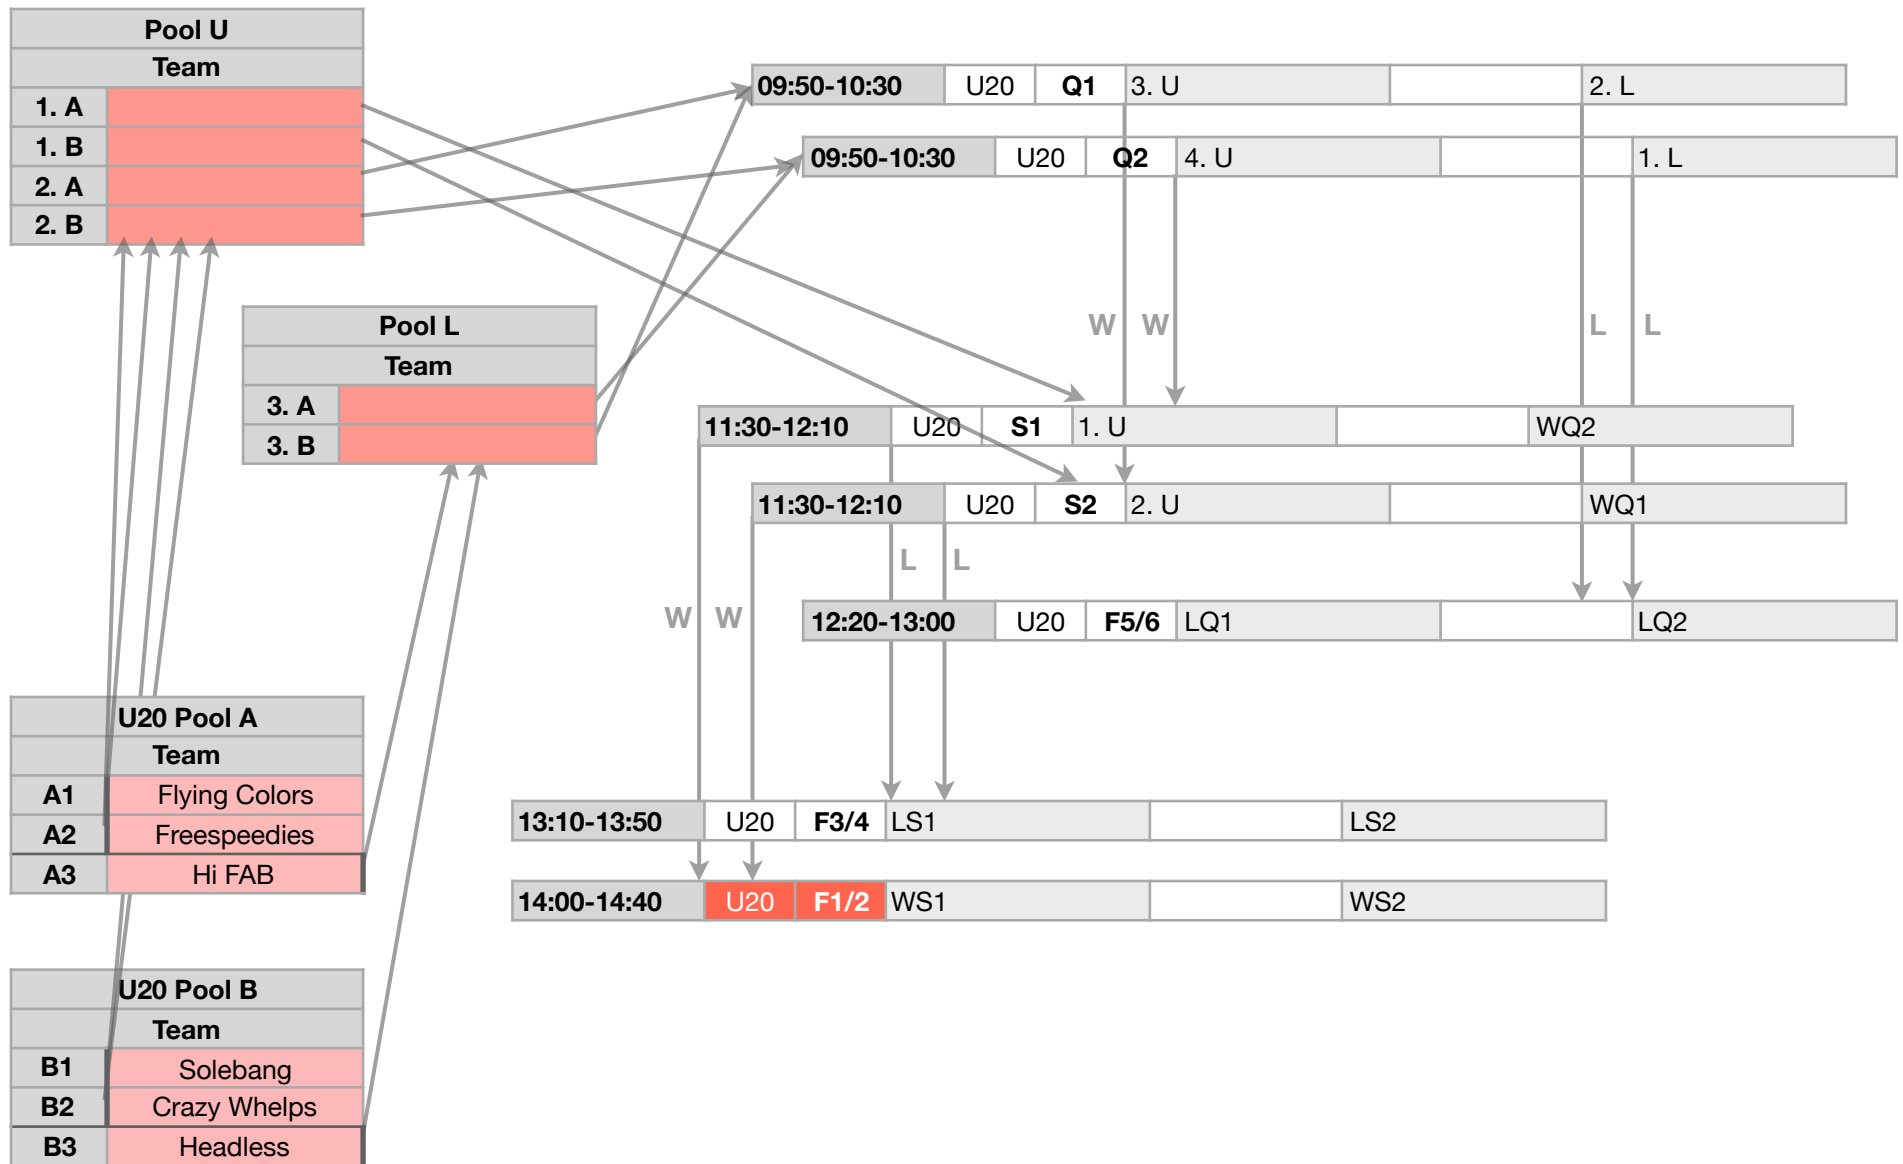 Pool U
Team
1. A
1. B
2. A
2. B
09:50-10:30 U20 Q1 3. U 2. L
09:50-10:30 U20 Q2 4. U 1. L
W W L L
Pool L
Team
3. A
3. B
11:30-12:10 U20 S1 1. U WQ2
11:30-12:10 U20 S2 2. U WQ1
L L
W W
12:20-13:00 U20 F5/6 LQ1 LQ2
U20 Pool A
Team
A1 Flying Colors
A2 Freespeedies
A3 Hi FAB
13:10-13:50 U20 F3/4 LS1 LS2
14:00-14:40 U20 F1/2 WS1 WS2
U20 Pool B
Team
B1 Solebang
B2 Crazy Whelps
B3 Headless